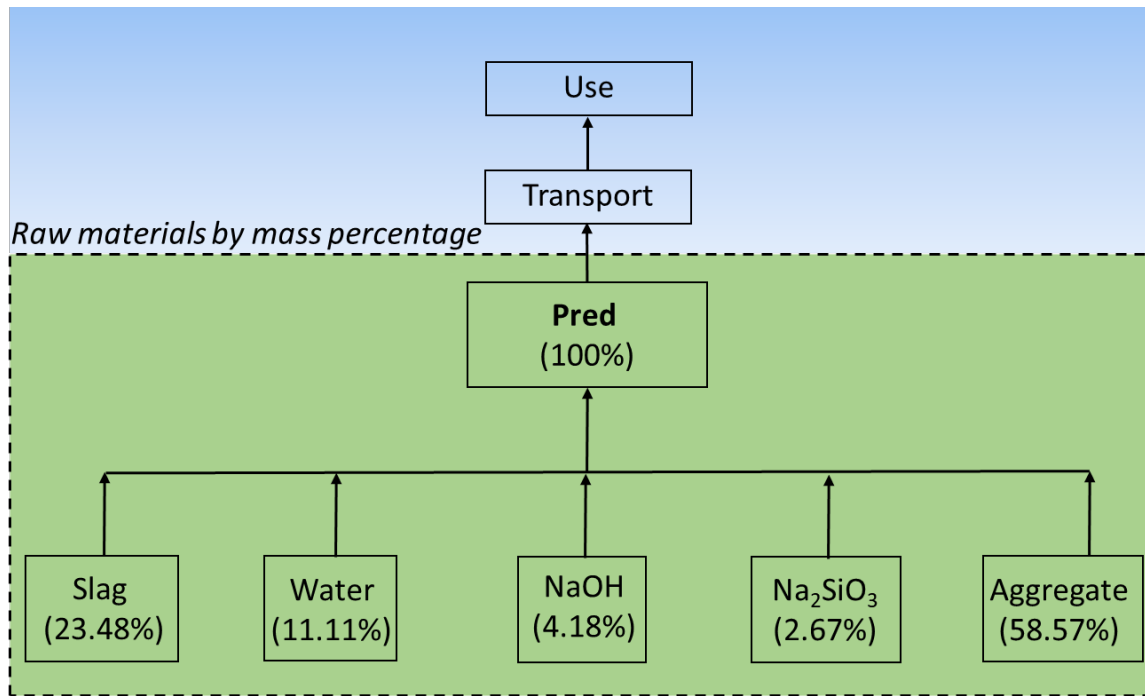 Use
Transport
Raw materials by mass percentage
Pred
(100%)
Slag
(23.48%)
Water
(11.11%)
NaOH
(4.18%)
Na₂SiO₃
(2.67%)
Aggregate
(58.57%)